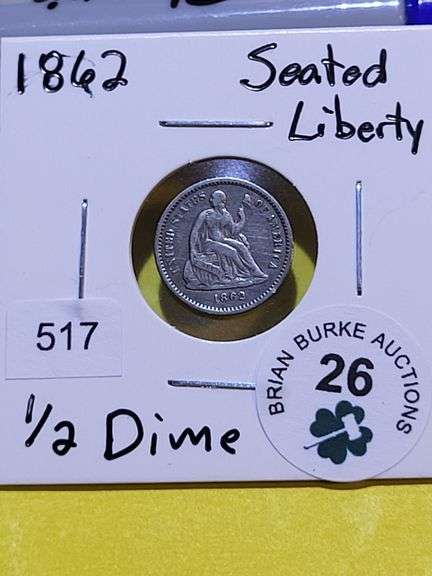 1862
Seated
Liberty
UNITED STATES OF AMERICA
1862
517
BRIAN BURKE AUCTIONS
26
1/2 Dime